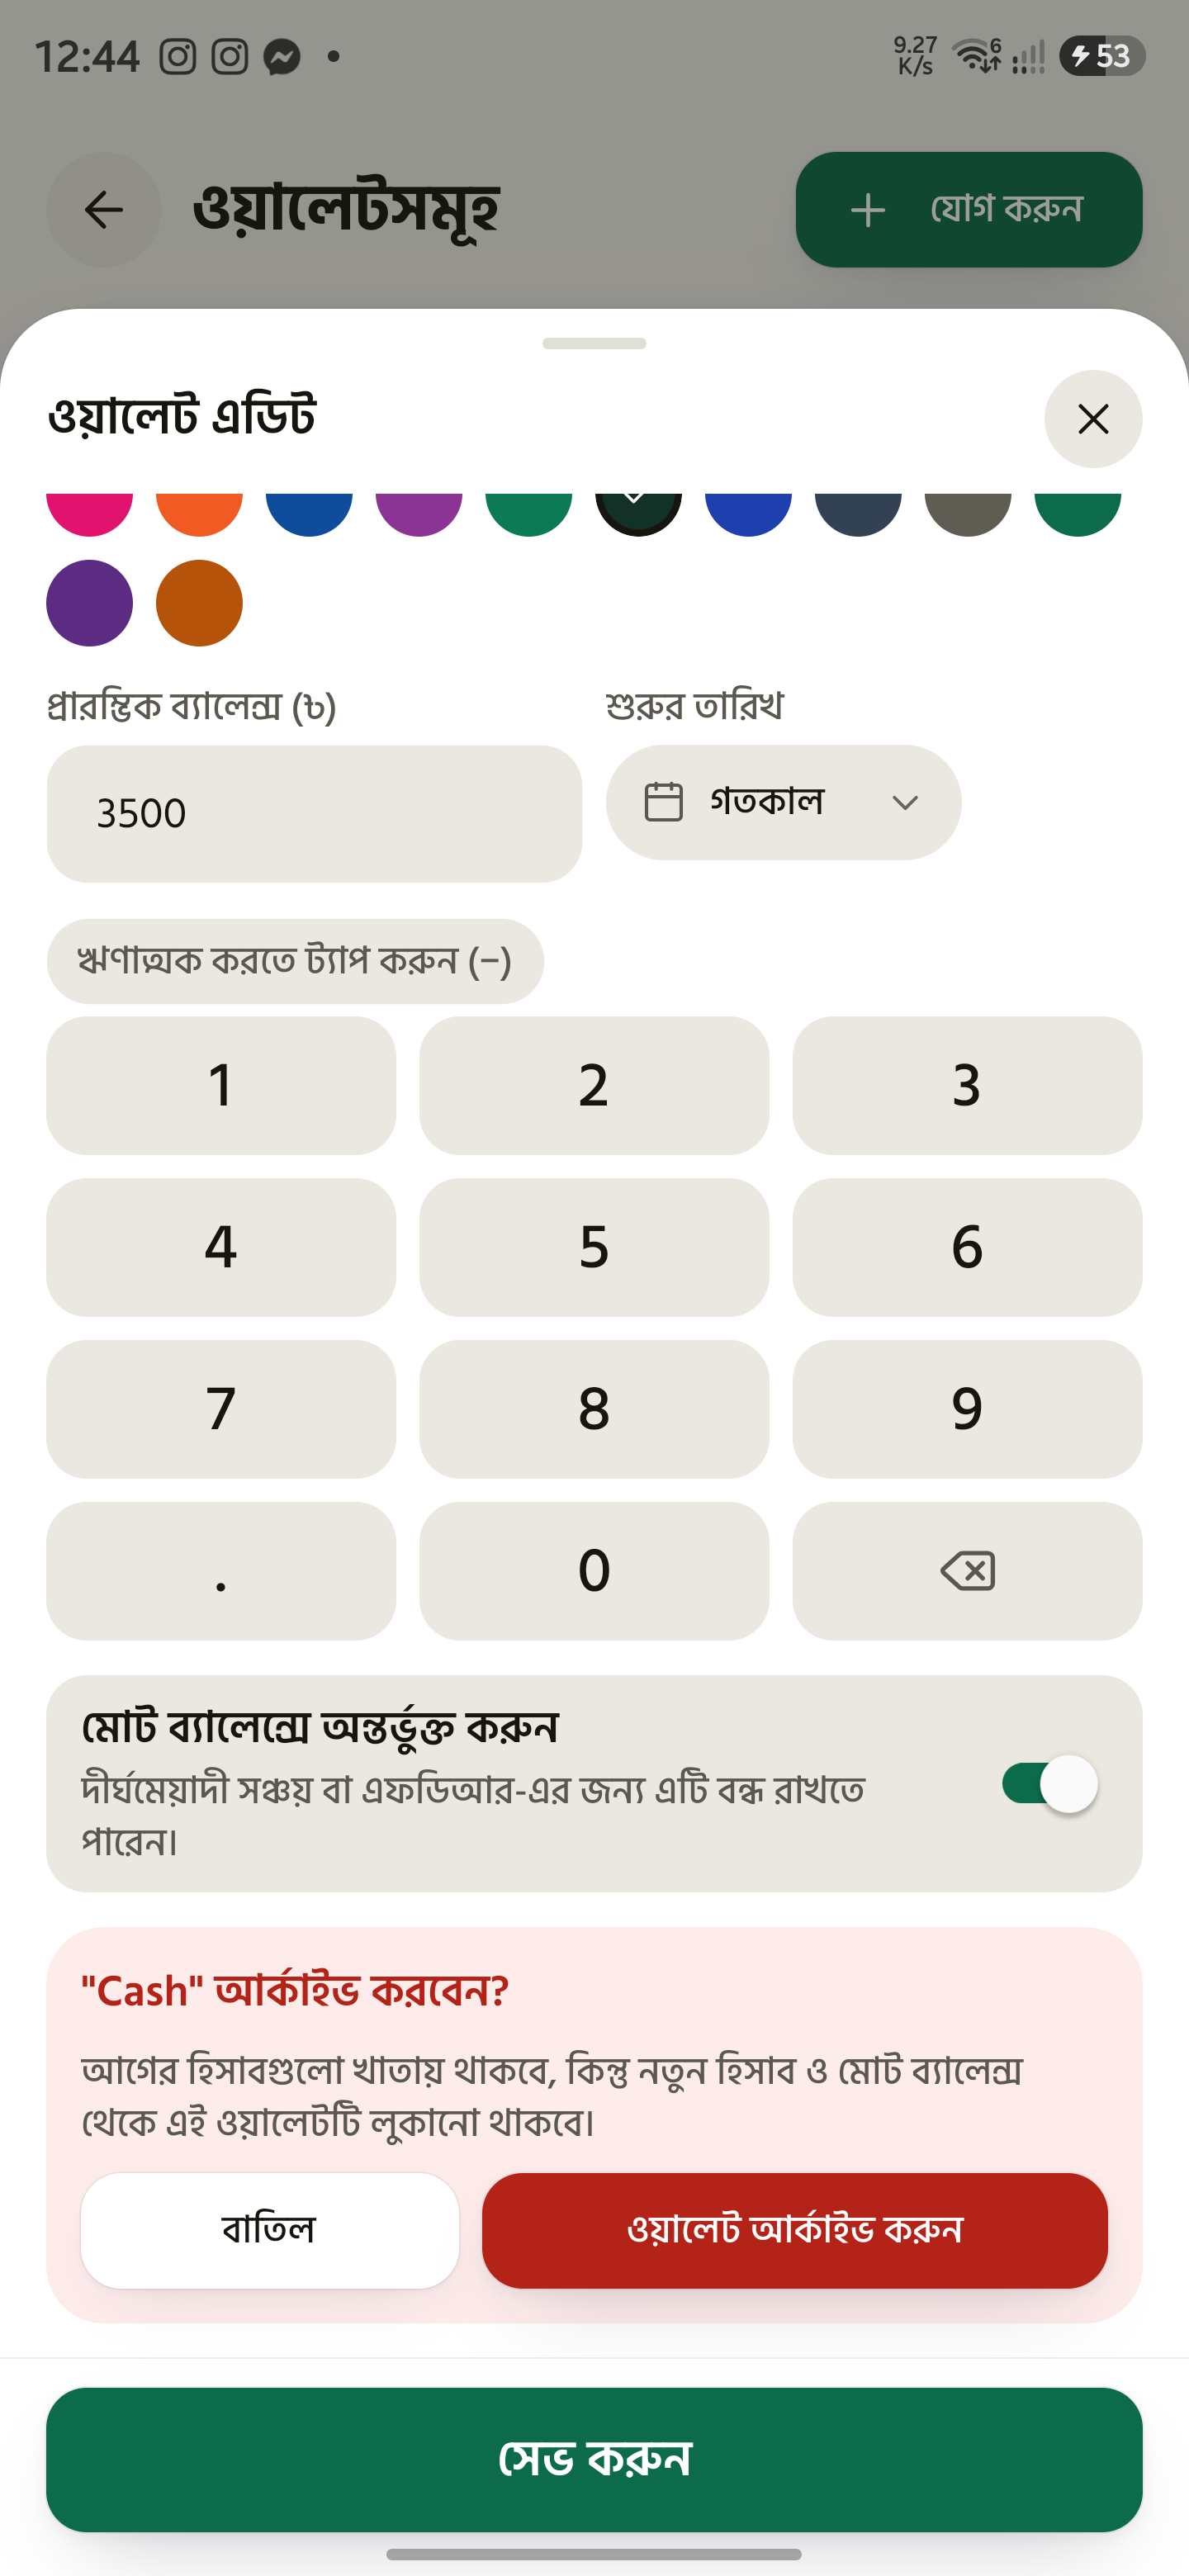 12:44
9.27
K/s
6
53
ওয়ালেটসমূহ
+ যোগ করুন
ওয়ালেট এডিট
প্রারম্ভিক ব্যালেন্স (৳)
শুরুর তারিখ
3500
গতকাল
ঋণাত্মক করতে ট্যাপ করুন (−)
1 2 3
4 5 6
7 8 9
. 0
মোট ব্যালেন্সে অন্তর্ভুক্ত করুন
দীর্ঘমেয়াদী সঞ্চয় বা এফডিআর-এর জন্য এটি বন্ধ রাখতে
পারেন।
"Cash" আর্কাইভ করবেন?
আগের হিসাবগুলো খাতায় থাকবে, কিন্তু নতুন হিসাব ও মোট ব্যালেন্স
থেকে এই ওয়ালেটটি লুকানো থাকবে।
বাতিল
ওয়ালেট আর্কাইভ করুন
সেভ করুন